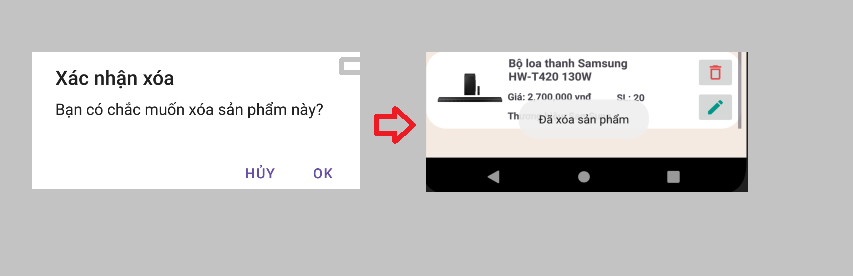 Xác nhận xóa
Bạn có chắc muốn xóa sản phẩm này?
HỦY
OK
Bộ loa thanh Samsung
HW-T420 130W
Giá: 2.700.000 vnđ
SL: 20
Đã xóa sản phẩm